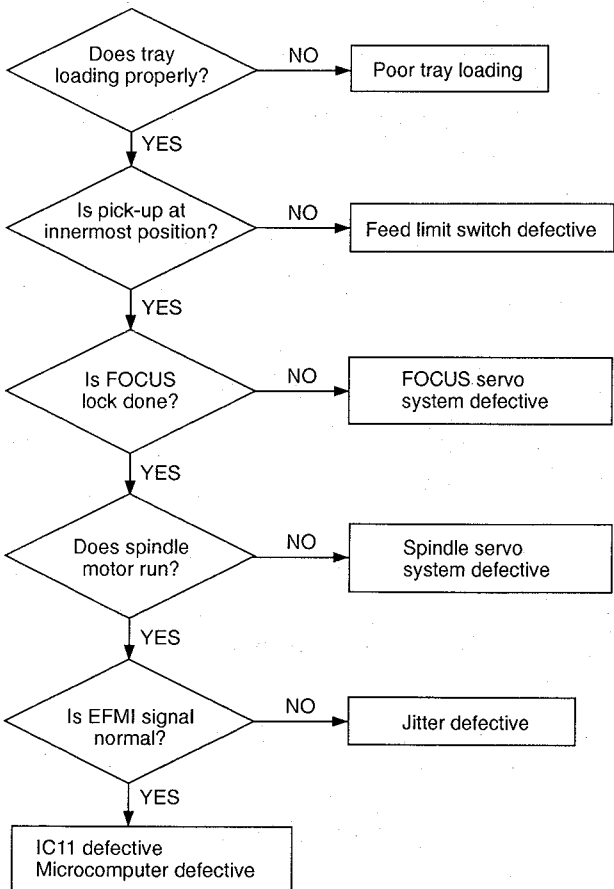 Does tray
loading properly?
NO
Poor tray loading
YES
Is pick-up at
innermost position?
NO
Feed limit switch defective
YES
Is FOCUS
lock done?
NO
FOCUS servo
system defective
YES
Does spindle
motor run?
NO
Spindle servo
system defective
YES
Is EFMI signal
normal?
NO
Jitter defective
YES
IC11 defective
Microcomputer defective